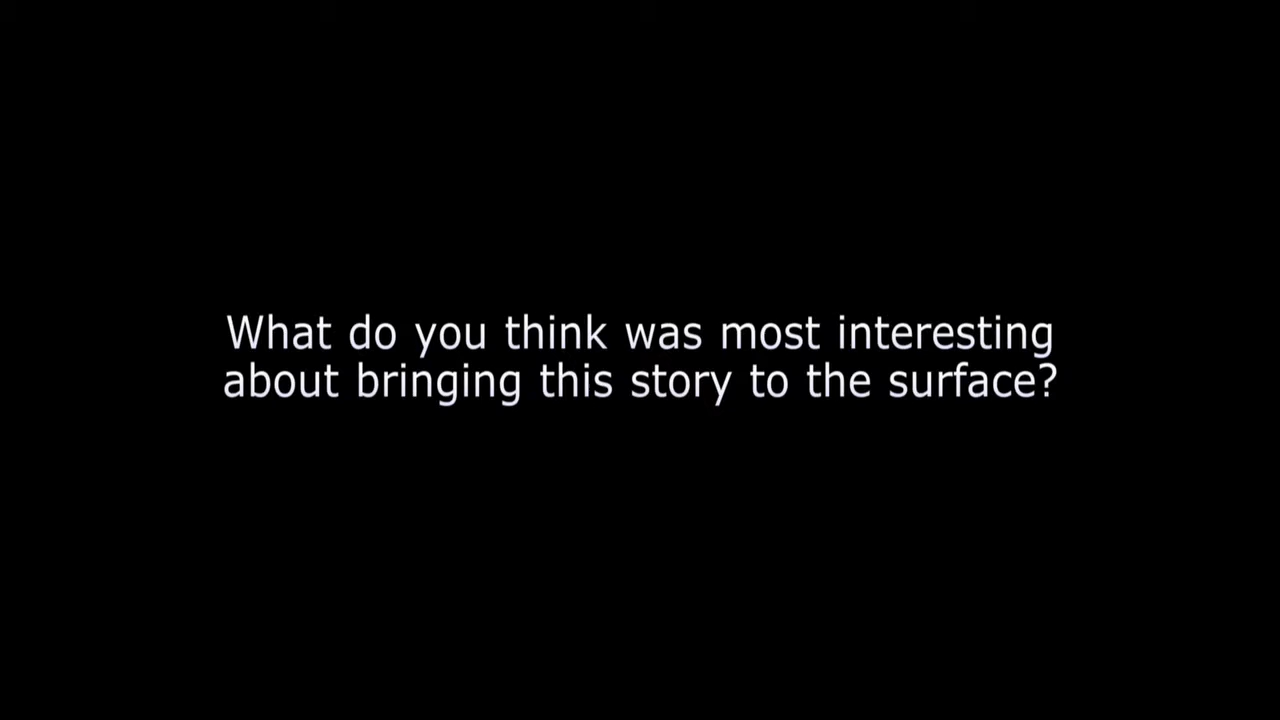 What do you think was most interesting
about bringing this story to the surface?